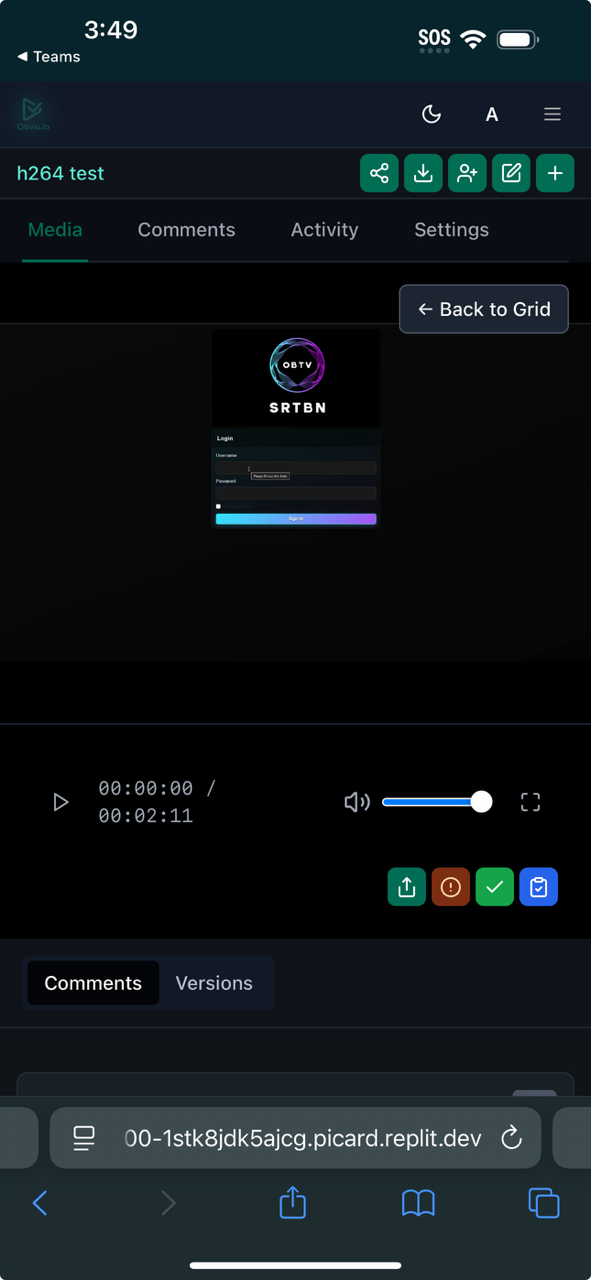 3:49
SOS
◀ Teams
Obviu.io
A
h264 test
Media
Comments
Activity
Settings
← Back to Grid
OBTV
SRTBN
Login
Username
Please fill out this field.
Password
Sign In
00:00:00 /
00:02:11
Comments
Versions
00-1stk8jdk5ajcg.picard.replit.dev